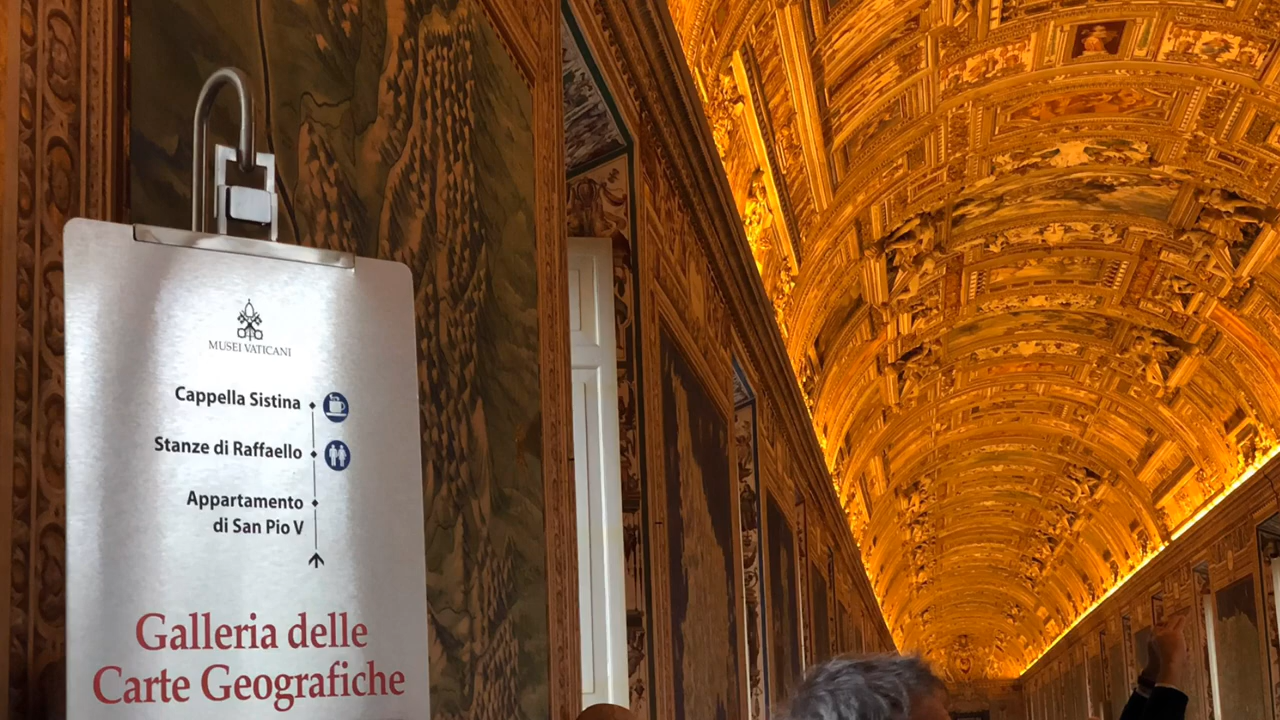 MUSEI VATICANI
Cappella Sistina
Stanze di Raffaello
Appartamento
di San Pio V
Galleria delle
Carte Geografiche